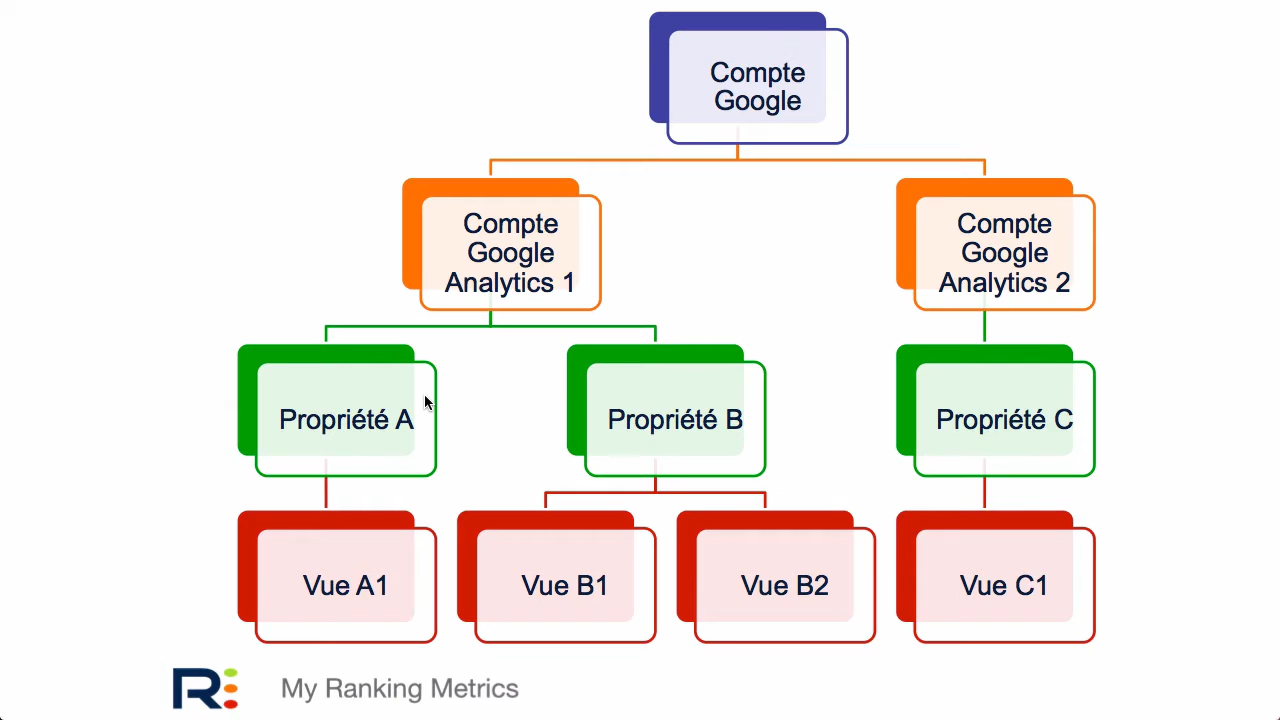 Compte
Google
Compte
Google
Analytics 1
Compte
Google
Analytics 2
Propriété A
Propriété B
Propriété C
Vue A1
Vue B1
Vue B2
Vue C1
R
My Ranking Metrics